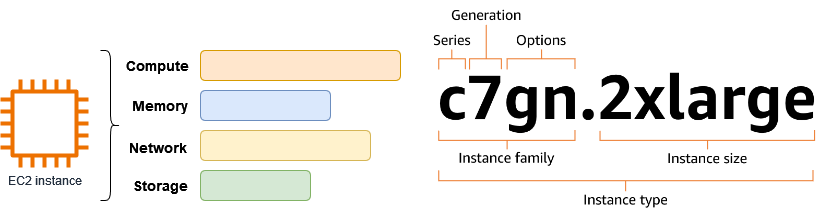 Compute
Memory
Network
Storage
EC2 instance
Generation
Series
Options
c7gn.2xlarge
Instance family
Instance size
Instance type